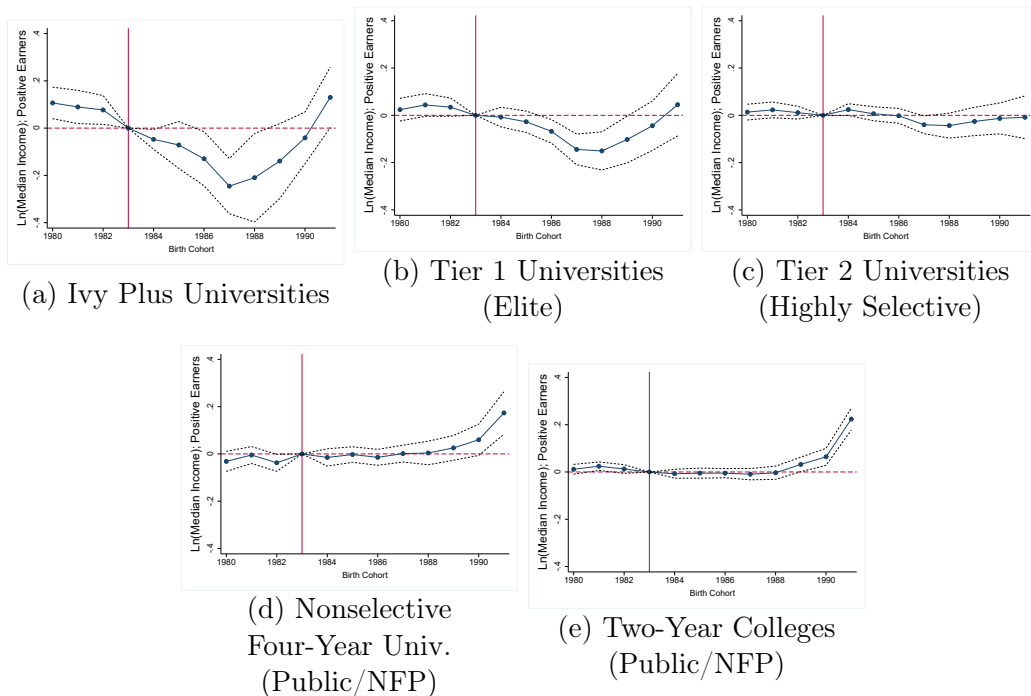 Ln(Median Income); Positive Earners
.4
.2
0
-.2
-.4
1980 1982 1984 1986 1988 1990
Birth Cohort
(a) Ivy Plus Universities
Ln(Median Income); Positive Earners
.4
.2
0
-.2
-.4
1980 1982 1984 1986 1988 1990
Birth Cohort
(b) Tier 1 Universities
(Elite)
Ln(Median Income); Positive Earners
.4
.2
0
-.2
-.4
1980 1982 1984 1986 1988 1990
Birth Cohort
(c) Tier 2 Universities
(Highly Selective)
Ln(Median Income); Positive Earners
.4
.2
0
-.2
-.4
1980 1982 1984 1986 1988 1990
Birth Cohort
(d) Nonselective
Four-Year Univ.
(Public/NFP)
Ln(Median Income); Positive Earners
.4
.2
0
-.2
-.4
1980 1982 1984 1986 1988 1990
Birth Cohort
(e) Two-Year Colleges
(Public/NFP)